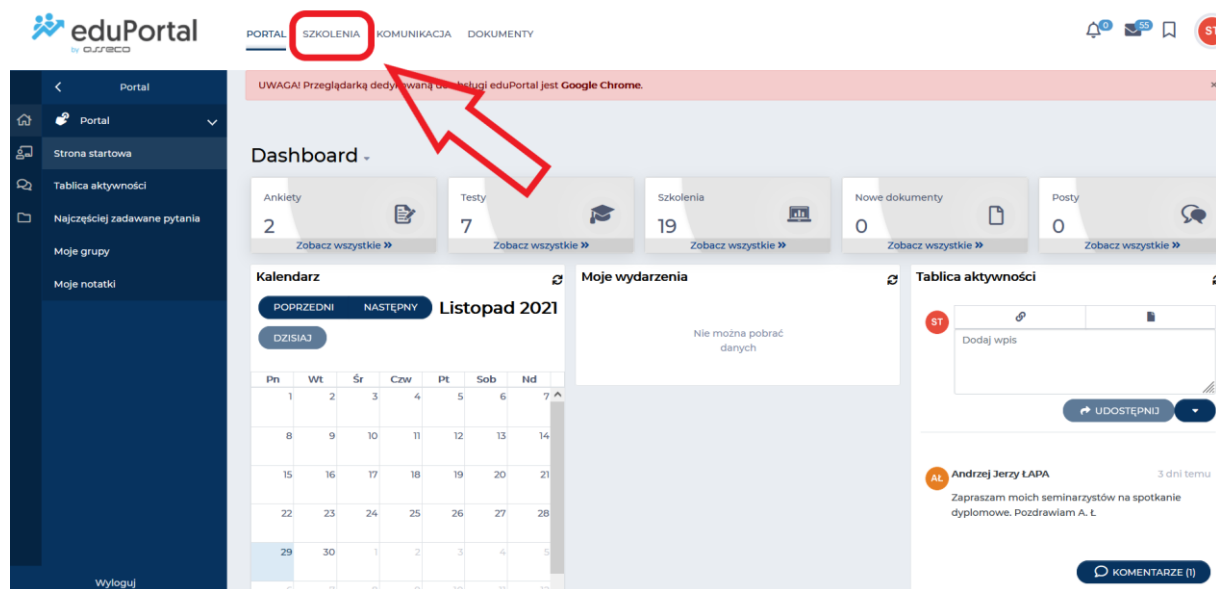 eduPortal
by asseco
PORTAL SZKOLENIA KOMUNIKACJA DOKUMENTY
0 55 ST
Portal
Portal
Strona startowa
Tablica aktywności
Najczęściej zadawane pytania
Moje grupy
Moje notatki
Wyloguj
UWAGA! Przeglądarką dedykowaną do obsługi eduPortal jest Google Chrome.
Dashboard
Ankiety
2
Zobacz wszystkie »
Testy
7
Zobacz wszystkie »
Szkolenia
19
Zobacz wszystkie »
Nowe dokumenty
0
Zobacz wszystkie »
Posty
0
Zobacz wszystkie »
Kalendarz
POPRZEDNI NASTĘPNY Listopad 2021
DZISIAJ
Pn Wt Śr Czw Pt Sob Nd
1 2 3 4 5 6 7
8 9 10 11 12 13 14
15 16 17 18 19 20 21
22 23 24 25 26 27 28
29 30 1 2 3 4 5
Moje wydarzenia
Nie można pobrać
danych
Tablica aktywności
ST
Dodaj wpis
UDOSTĘPNIJ
AŁ Andrzej Jerzy ŁAPA 3 dni temu
Zapraszam moich seminarzystów na spotkanie
dyplomowe. Pozdrawiam A. Ł
KOMENTARZE (1)